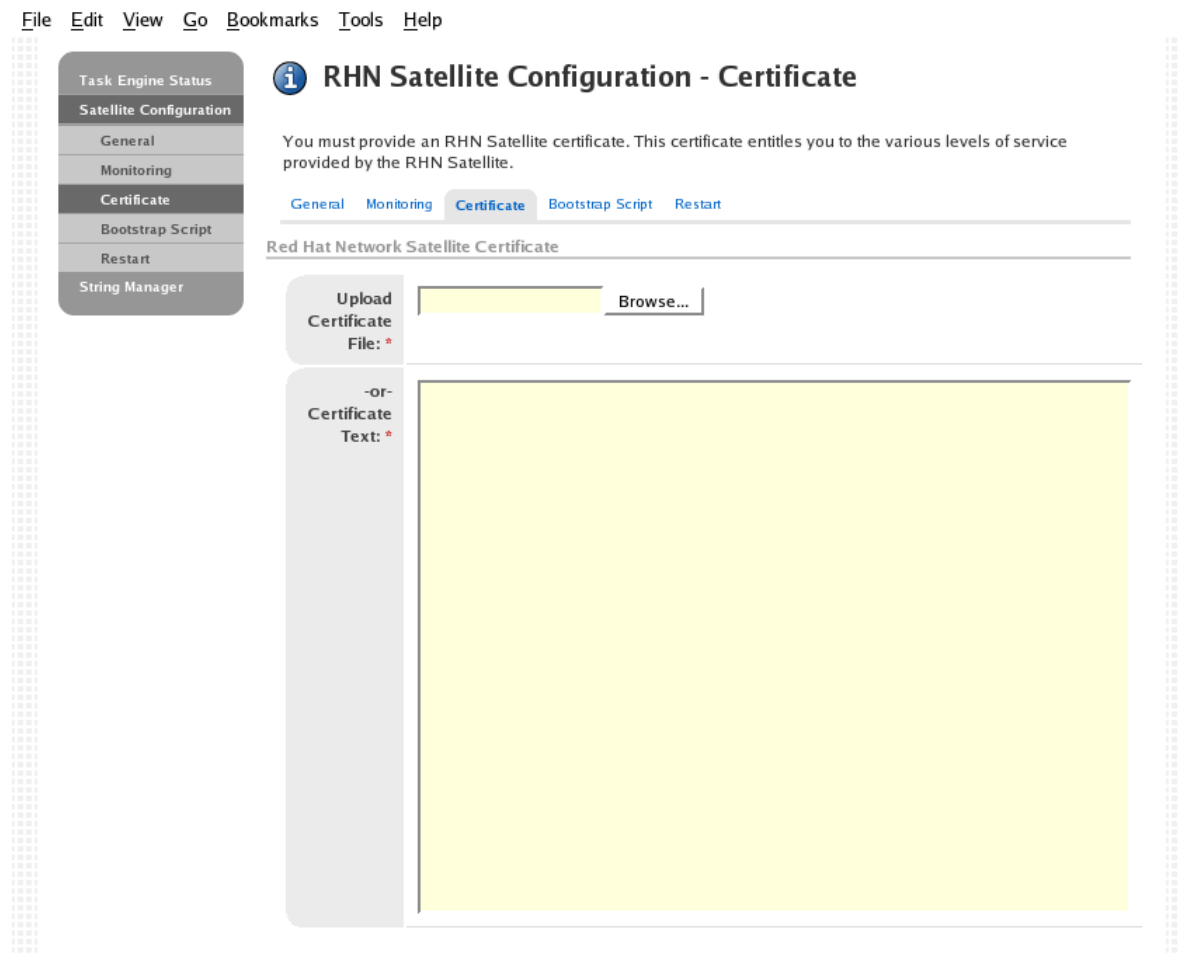 File Edit View Go Bookmarks Tools Help
Task Engine Status
Satellite Configuration
General
Monitoring
Certificate
Bootstrap Script
Restart
String Manager
RHN Satellite Configuration - Certificate
You must provide an RHN Satellite certificate. This certificate entitles you to the various levels of service
provided by the RHN Satellite.
General Monitoring Certificate Bootstrap Script Restart
Red Hat Network Satellite Certificate
Upload
Certificate
File: *
Browse...
-or-
Certificate
Text: *